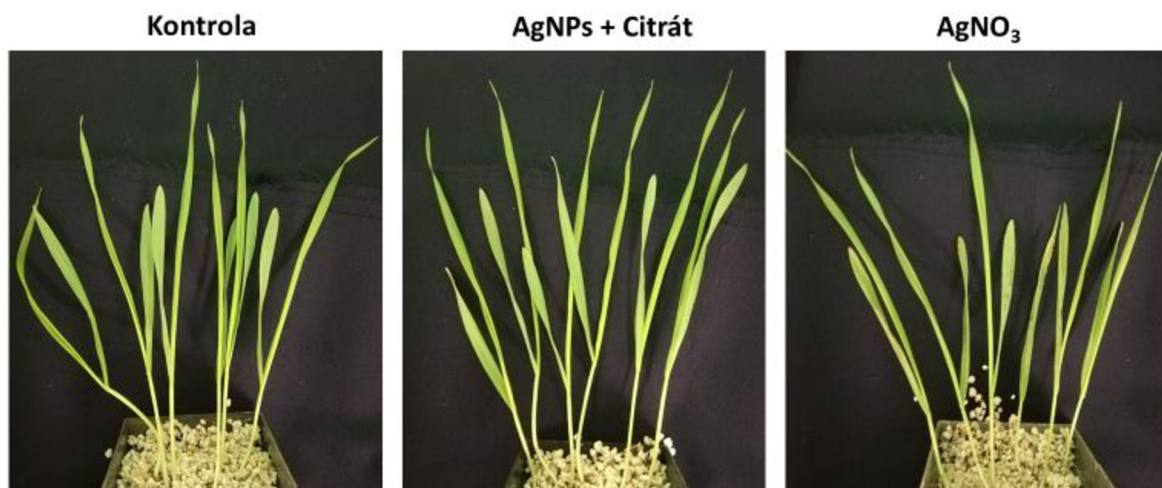 Kontrola
AgNPs + Citrát
AgNO₃